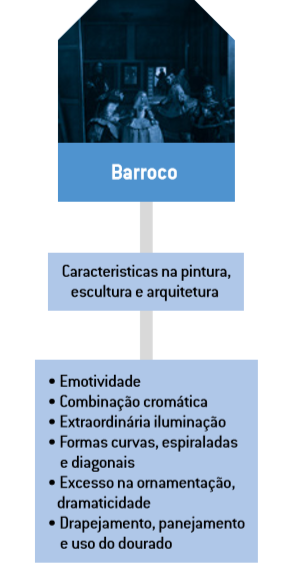 Barroco
Caracteristicas na pintura,
escultura e arquitetura
• Emotividade
• Combinação cromática
• Extraordinária iluminação
• Formas curvas, espiraladas
e diagonais
• Excesso na ornamentação,
dramaticidade
• Drapejamento, panejamento
e uso do dourado